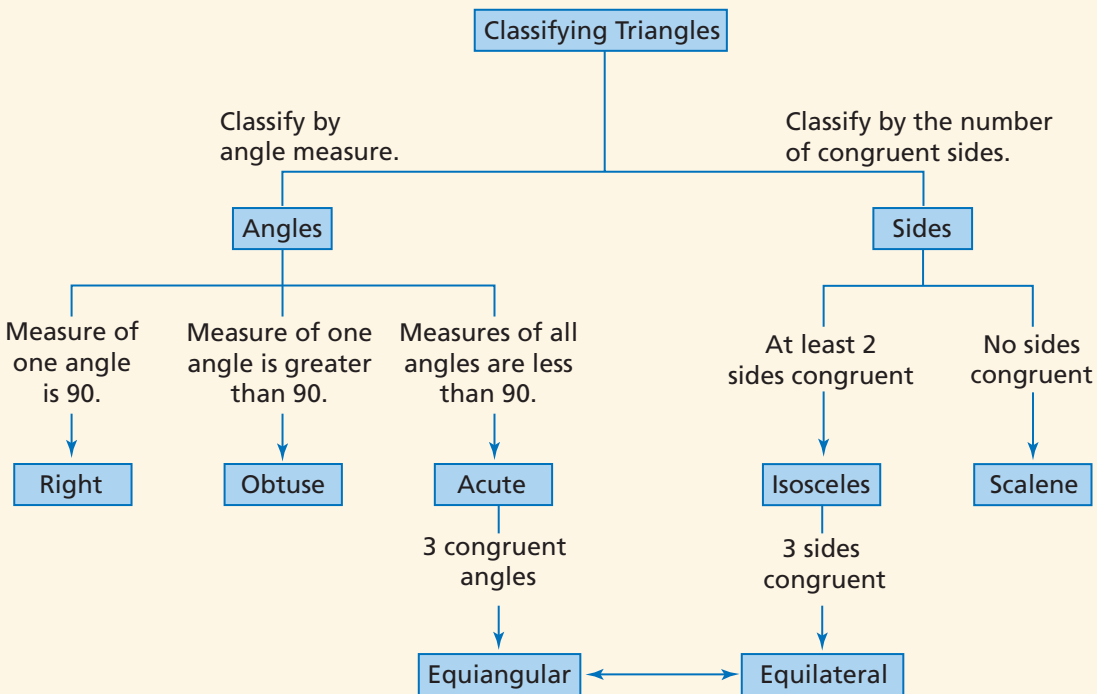 Classifying Triangles
Classify by
angle measure.
Classify by the number
of congruent sides.
Angles
Sides
Measure of
one angle
is 90.
Measure of one
angle is greater
than 90.
Measures of all
angles are less
than 90.
At least 2
sides congruent
No sides
congruent
Right
Obtuse
Acute
Isosceles
Scalene
3 congruent
angles
3 sides
congruent
Equiangular
Equilateral